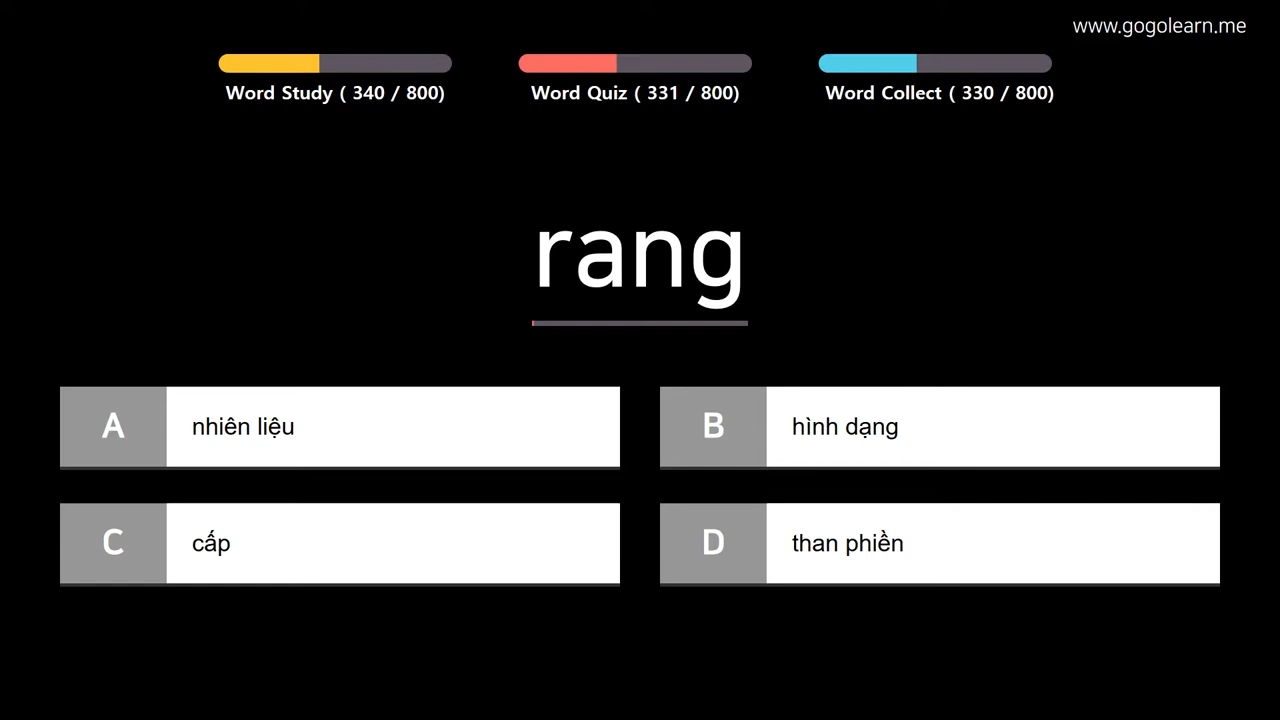 www.gogolearn.me
Word Study ( 340 / 800)
Word Quiz ( 331 / 800)
Word Collect ( 330 / 800)
rang
A nhiên liệu
B hình dạng
C cấp
D than phiền